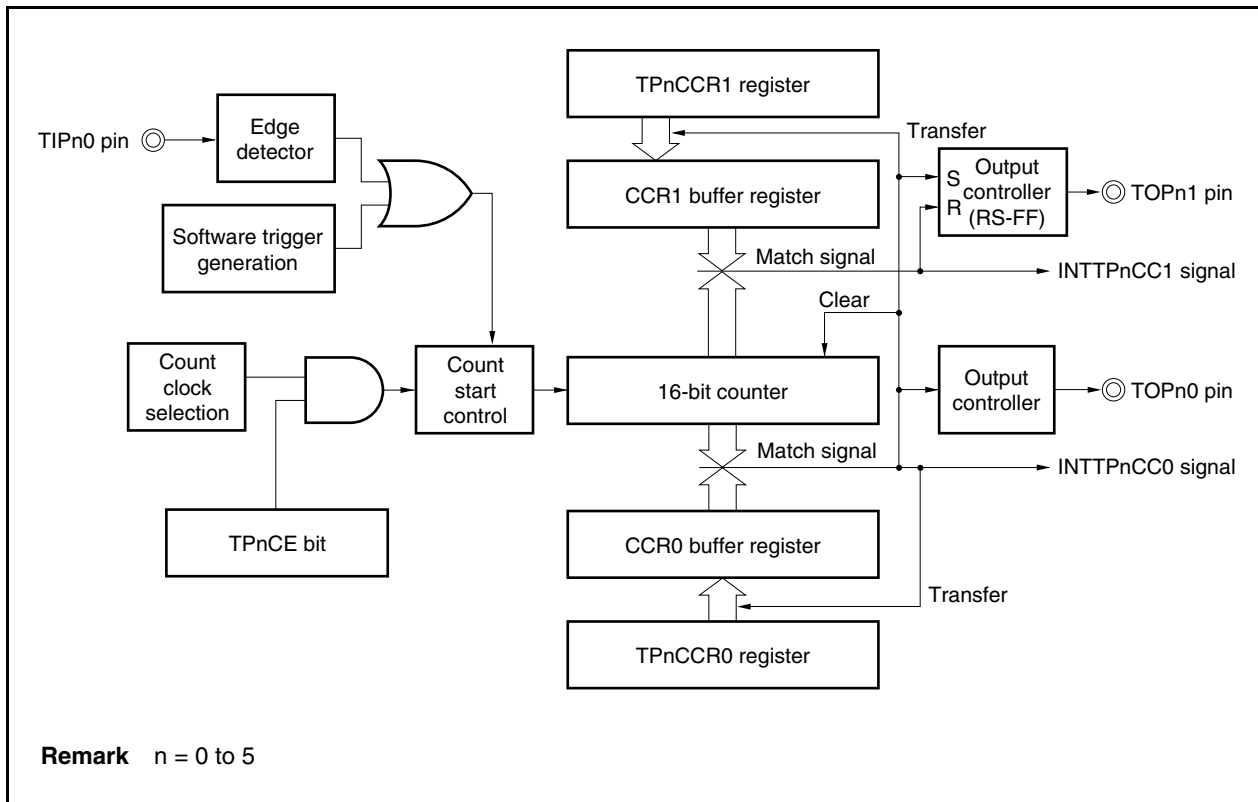 TPnCCR1 register
TIPn0 pin
Edge
detector
Transfer
S
R
Output
controller
(RS-FF)
TOPn1 pin
CCR1 buffer register
Software trigger
generation
Match signal
INTTPnCC1 signal
Clear
Count
clock
selection
Count
start
control
16-bit counter
Output
controller
TOPn0 pin
Match signal
INTTPnCC0 signal
TPnCE bit
CCR0 buffer register
Transfer
TPnCCR0 register
Remark n = 0 to 5